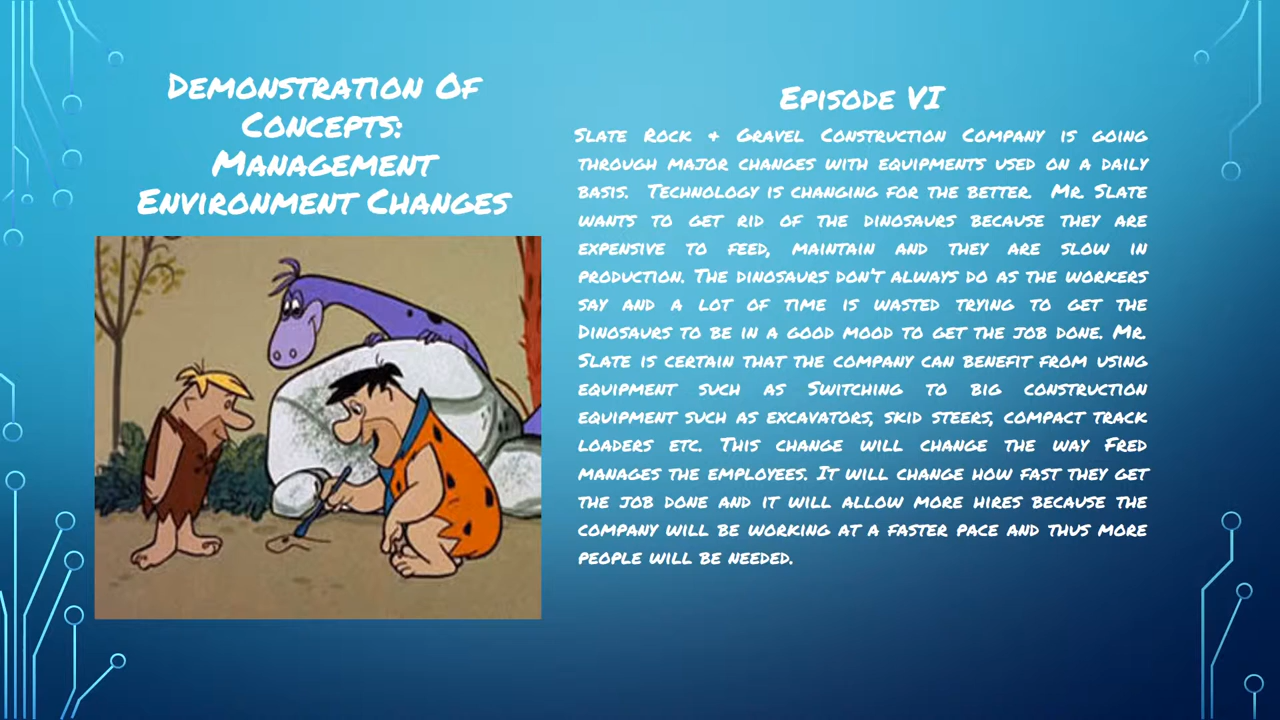 Demonstration Of
Concepts:
Management
Environment Changes
Episode VI
Slate Rock & Gravel Construction Company is going
through major changes with equipments used on a daily
basis. Technology is changing for the better. Mr. Slate
wants to get rid of the dinosaurs because they are
expensive to feed, maintain and they are slow in
production. The dinosaurs don't always do as the workers
say and a lot of time is wasted trying to get the
Dinosaurs to be in a good mood to get the job done. Mr.
Slate is certain that the company can benefit from using
equipment such as Switching to big construction
equipment such as excavators, skid steers, compact track
loaders etc. This change will change the way Fred
manages the employees. It will change how fast they get
the job done and it will allow more hires because the
company will be working at a faster pace and thus more
people will be needed.